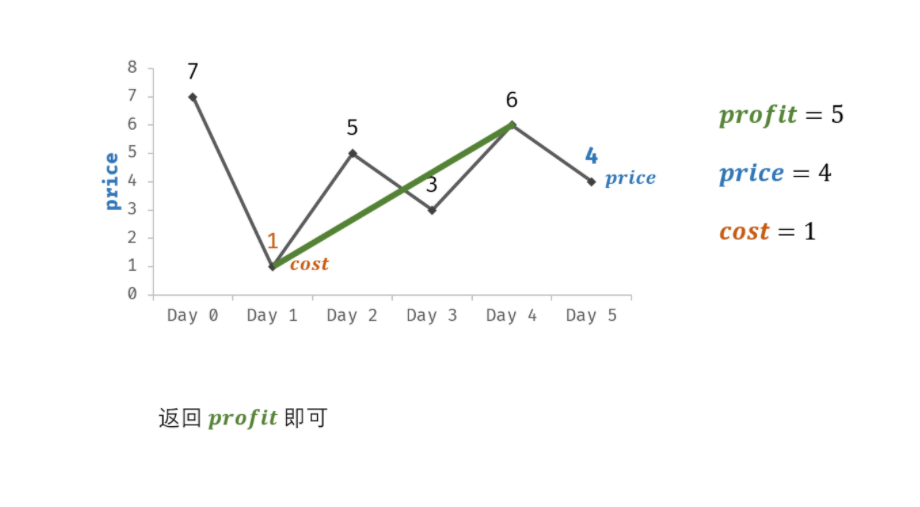 8
7
6
5
4
3
2
1
0
price
7
1
cost
5
3
6
4
price
Day 0 Day 1 Day 2 Day 3 Day 4 Day 5
profit = 5
price = 4
cost = 1
返回 profit 即可